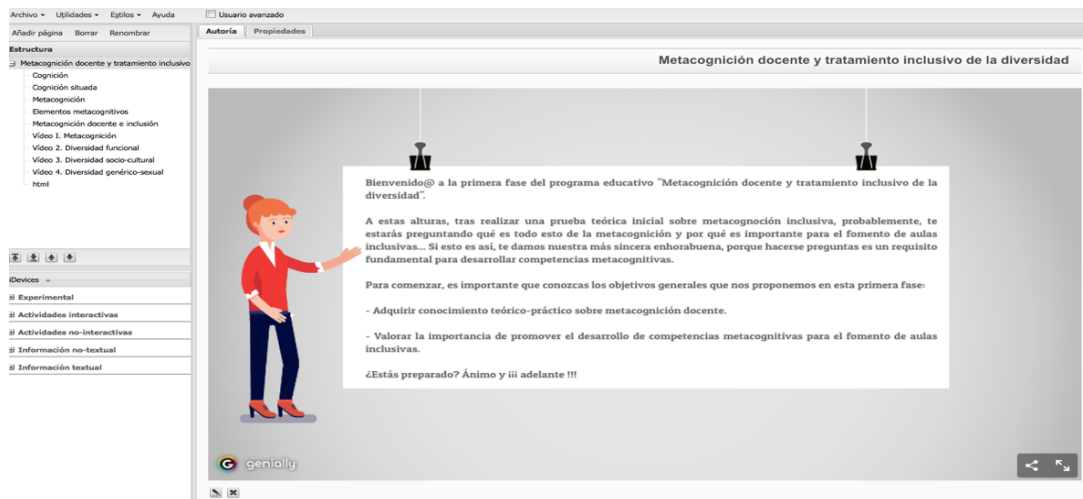 Archivo Utilidades Estilos Ayuda Usuario avanzado
Añadir página Borrar Renombrar
Autoría Propiedades
Estructura
Metacognición docente y tratamiento inclusivo
Cognición
Cognición situada
Metacognición
Elementos metacognitivos
Metacognición docente e inclusión
Vídeo I. Metacognición
Vídeo 2. Diversidad funcional
Vídeo 3. Diversidad socio-cultural
Vídeo 4. Diversidad genérico-sexual
html
iDevices
Experimental
Actividades interactivas
Actividades no-interactivas
Información no-textual
Información textual
Metacognición docente y tratamiento inclusivo de la diversidad
Bienvenido@ a la primera fase del programa educativo "Metacognición docente y tratamiento inclusivo de la
diversidad".
A estas alturas, tras realizar una prueba teórica inicial sobre metacognoción inclusiva, probablemente, te
estarás preguntando qué es todo esto de la metacognición y por qué es importante para el fomento de aulas
inclusivas... Si esto es así, te damos nuestra más sincera enhorabuena, porque hacerse preguntas es un requisito
fundamental para desarrollar competencias metacognitivas.
Para comenzar, es importante que conozcas los objetivos generales que nos proponemos en esta primera fase:
- Adquirir conocimiento teórico-práctico sobre metacognición docente.
- Valorar la importancia de promover el desarrollo de competencias metacognitivas para el fomento de aulas
inclusivas.
¿Estás preparado? Ánimo y ¡¡¡ adelante !!!
G genially